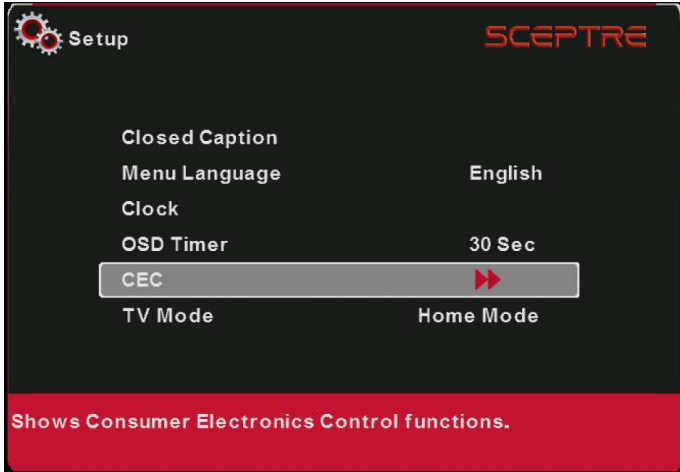 Setup
SCEPTRE
Closed Caption
Menu Language English
Clock
OSD Timer 30 Sec
CEC
TV Mode Home Mode
Shows Consumer Electronics Control functions.